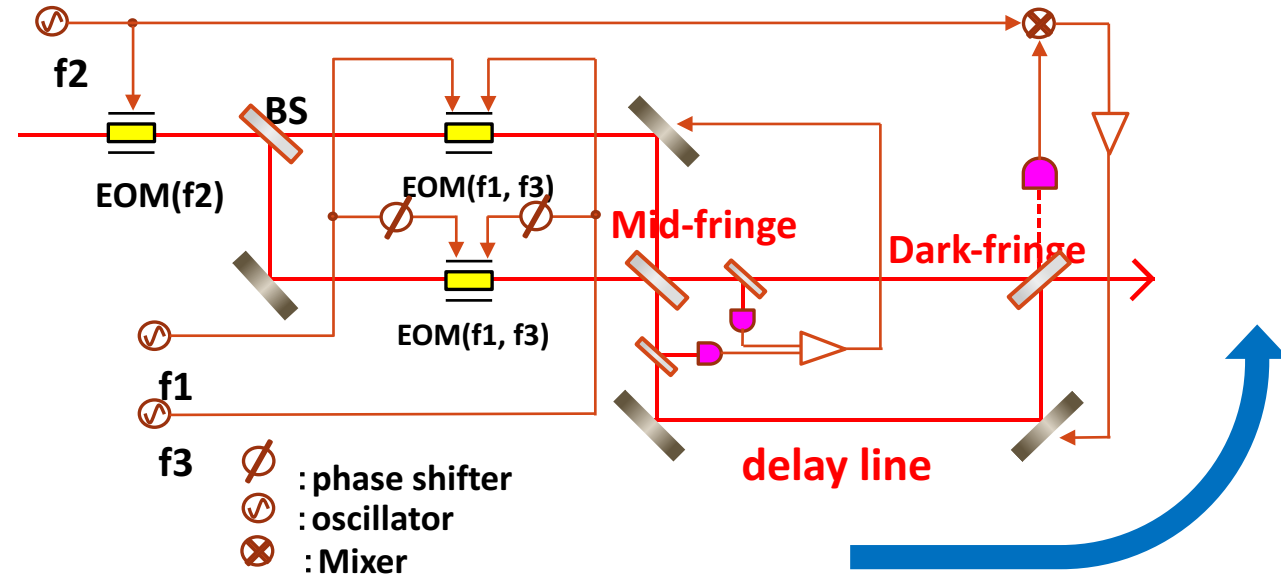 f2
BS
EOM(f2)
EOM(f1, f3)
Mid-fringe
Dark-fringe
EOM(f1, f3)
f1
f3
delay line
:phase shifter
:oscillator
:Mixer